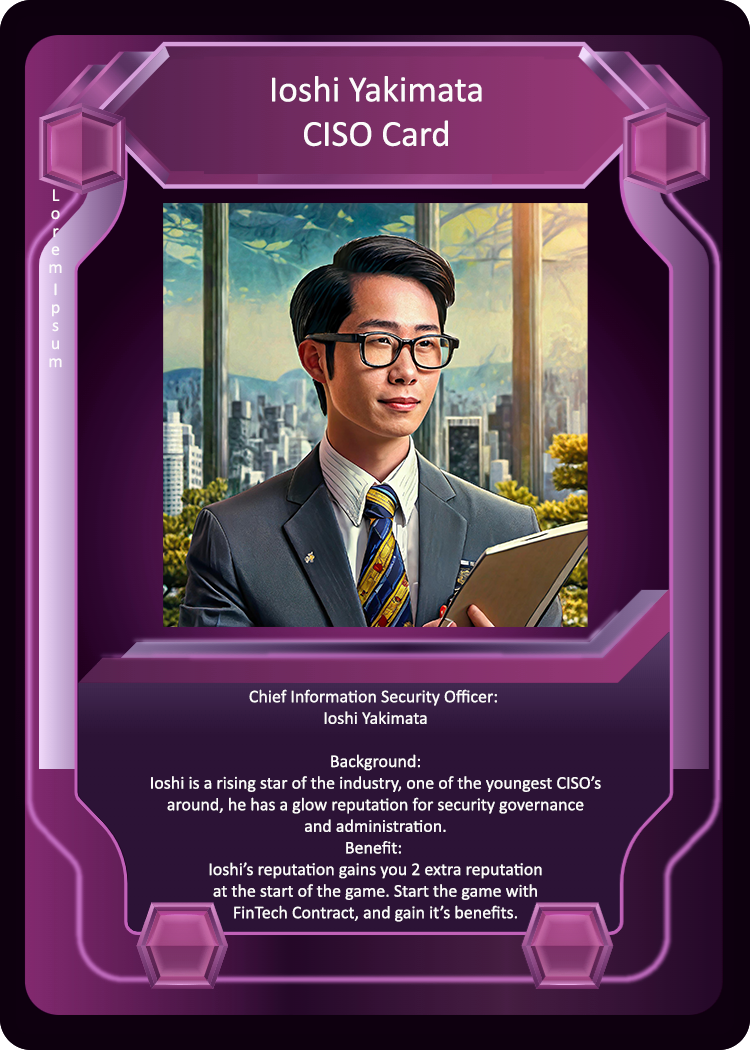 Ioshi Yakimata
CISO Card
Lorem Ipsum
Chief Information Security Officer:
Ioshi Yakimata
Background:
Ioshi is a rising star of the industry, one of the youngest CISO’s
around, he has a glow reputation for security governance
and administration.
Benefit:
Ioshi’s reputation gains you 2 extra reputation
at the start of the game. Start the game with
FinTech Contract, and gain it’s benefits.